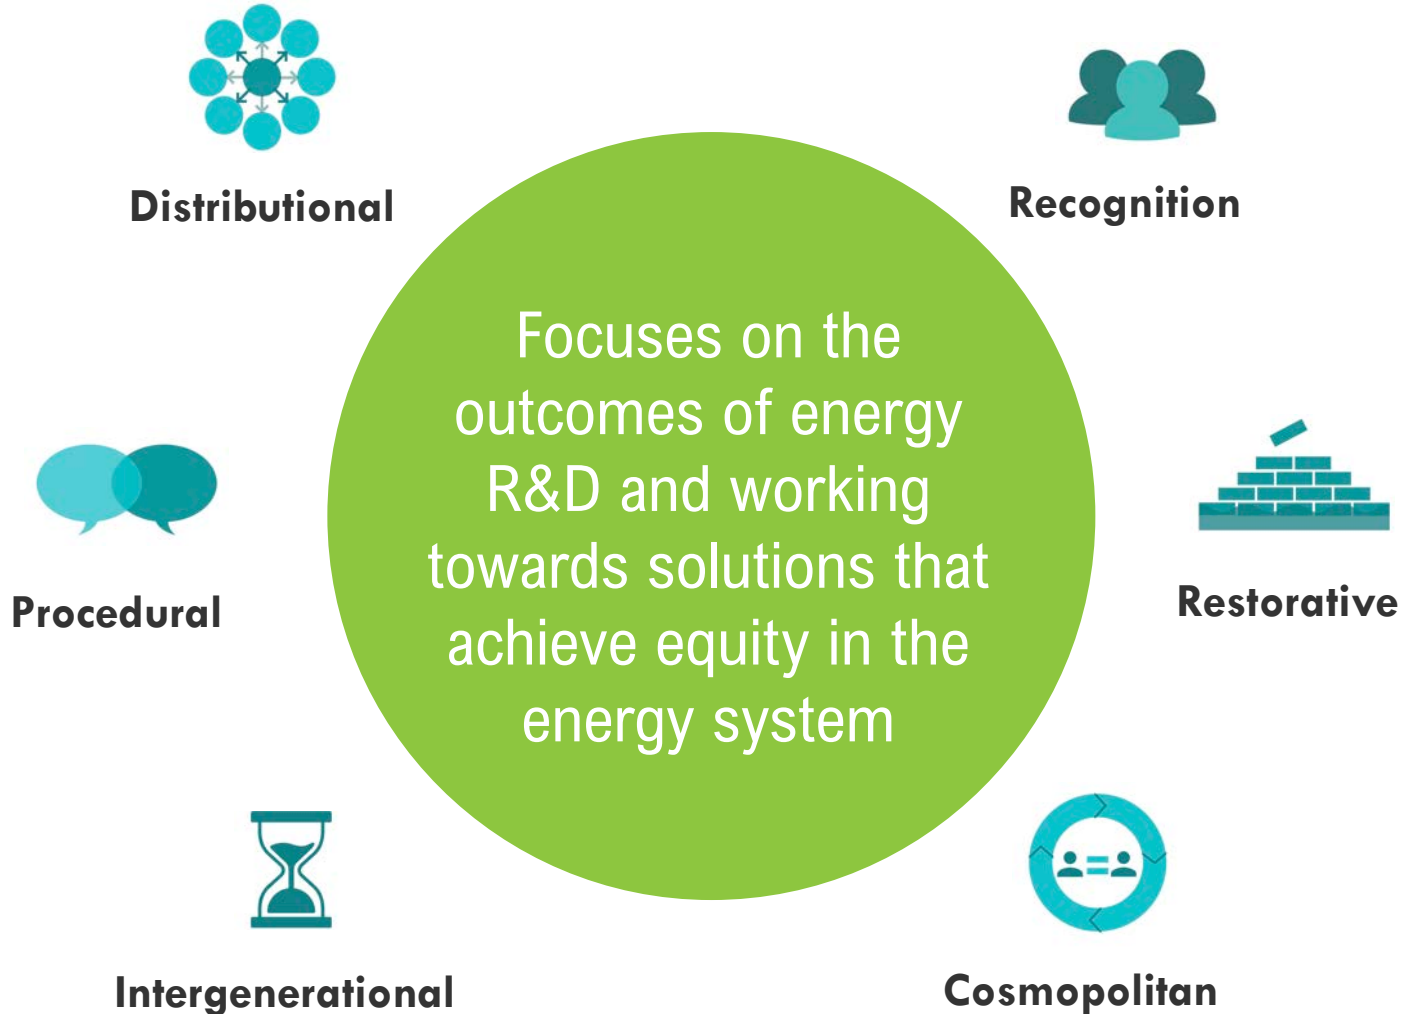 Distributional
Recognition
Focuses on the
outcomes of energy
R&D and working
towards solutions that
achieve equity in the
energy system
Procedural
Restorative
Intergenerational
Cosmopolitan